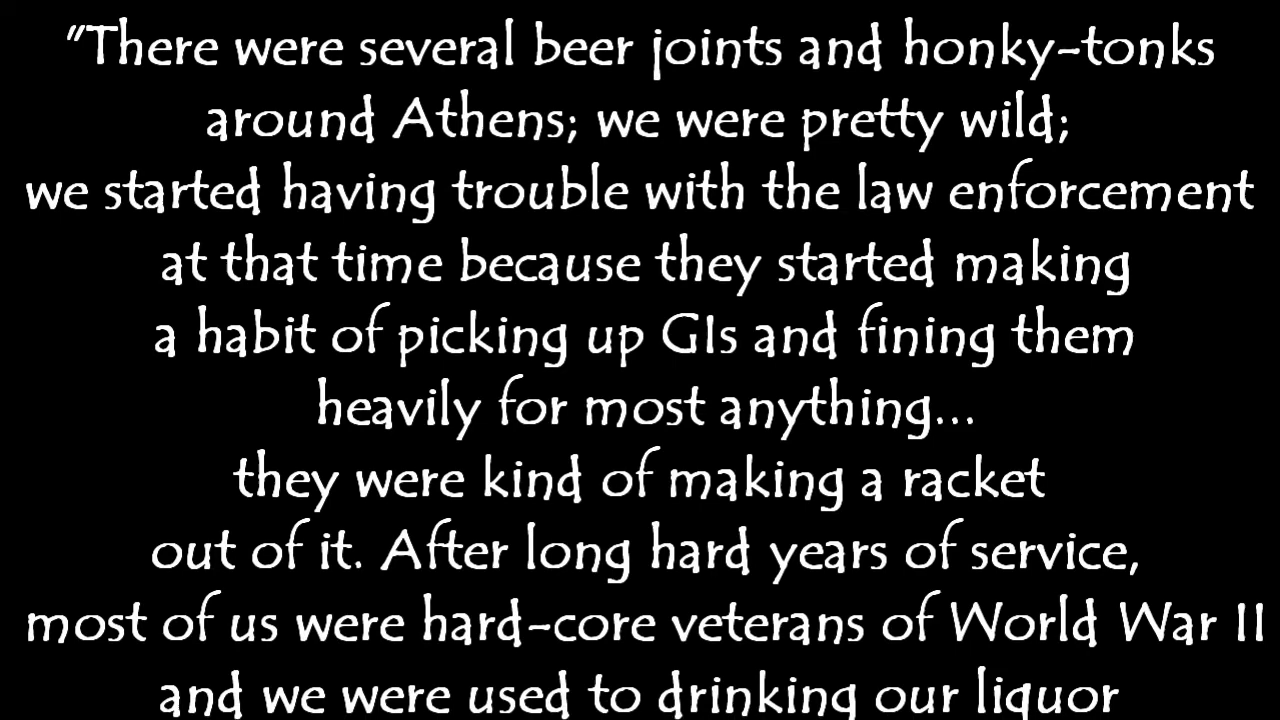 "There were several beer joints and honky-tonks
around Athens; we were pretty wild;
we started having trouble with the law enforcement
at that time because they started making
a habit of picking up GIs and fining them
heavily for most anything...
they were kind of making a racket
out of it. After long hard years of service,
most of us were hard-core veterans of World War II
and we were used to drinking our liquor